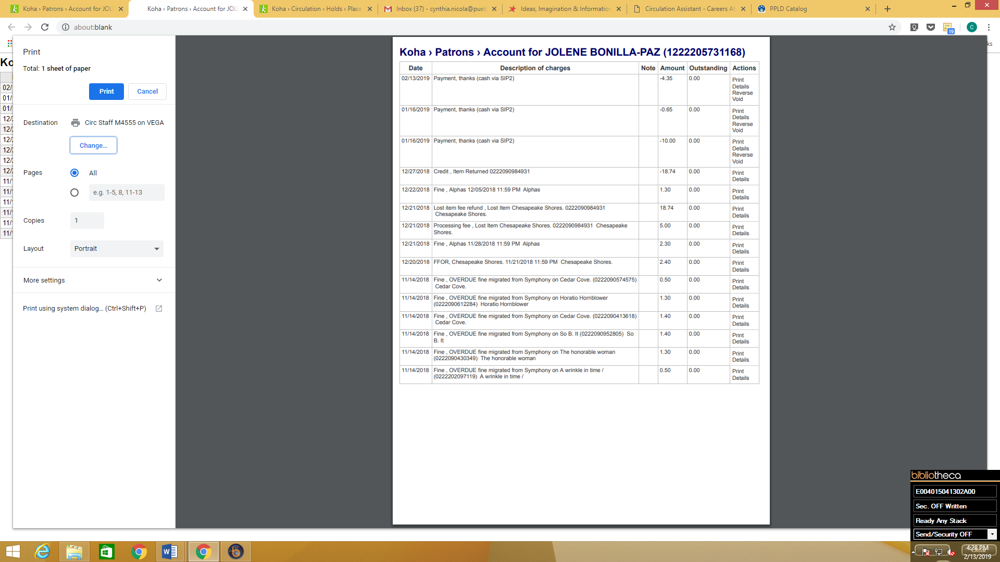 Koha › Patrons › Account for JOL
Koha › Patrons › Account for JOLE
Koha › Circulation › Holds › Place
Inbox (37) - cynthia.nicola@pueb
Ideas, Imagination & Information
Circulation Assistant - Careers At
PPLD Catalog
about:blank
19
C
Print
Total: 1 sheet of paper
Print
Cancel
Destination
Circ Staff M4555 on VEGA
Change...
Pages
All
e.g. 1-5, 8, 11-13
Copies
1
Layout
Portrait
More settings
Print using system dialog... (Ctrl+Shift+P)
Ko
02/
01/
01/
12/
12/
12/
12/
12/
12/
11/
11/
11/
11/
11/
11/
ks
Koha › Patrons › Account for JOLENE BONILLA-PAZ (1222205731168)
Date Description of charges Note Amount Outstanding Actions
02/13/2019 Payment, thanks (cash via SIP2) -4.35 0.00 Print
Details
Reverse
Void
01/16/2019 Payment, thanks (cash via SIP2) -0.65 0.00 Print
Details
Reverse
Void
01/16/2019 Payment, thanks (cash via SIP2) -10.00 0.00 Print
Details
Reverse
Void
12/27/2018 Credit , Item Returned 0222090984931 -18.74 0.00 Print
Details
12/22/2018 Fine , Alphas 12/05/2018 11:59 PM Alphas 1.30 0.00 Print
Details
12/21/2018 Lost item fee refund , Lost Item Chesapeake Shores. 0222090984931 18.74 0.00 Print
Chesapeake Shores. Details
12/21/2018 Processing fee , Lost Item Chesapeake Shores. 0222090984931 Chesapeake 5.00 0.00 Print
Shores. Details
12/21/2018 Fine , Alphas 11/28/2018 11:59 PM Alphas 2.30 0.00 Print
Details
12/20/2018 FFOR, Chesapeake Shores. 11/21/2018 11:59 PM Chesapeake Shores. 2.40 0.00 Print
Details
11/14/2018 Fine , OVERDUE fine migrated from Symphony on Cedar Cove. (0222090574575) 0.50 0.00 Print
Cedar Cove. Details
11/14/2018 Fine , OVERDUE fine migrated from Symphony on Horatio Hornblower 1.30 0.00 Print
(0222090612284) Horatio Hornblower Details
11/14/2018 Fine , OVERDUE fine migrated from Symphony on Cedar Cove. (0222090413618) 1.40 0.00 Print
Cedar Cove. Details
11/14/2018 Fine , OVERDUE fine migrated from Symphony on So B. It (0222090952805) So 1.40 0.00 Print
B. It Details
11/14/2018 Fine , OVERDUE fine migrated from Symphony on The honorable woman 1.30 0.00 Print
(0222090430349) The honorable woman Details
11/14/2018 Fine , OVERDUE fine migrated from Symphony on A wrinkle in time / 0.50 0.00 Print
(0222202097119) A wrinkle in time / Details
bibliotheca
E004015041302A00
Sec. OFF Written
Ready Any Stack
Send/Security OFF
Clear
4:28 PM
2/13/2019